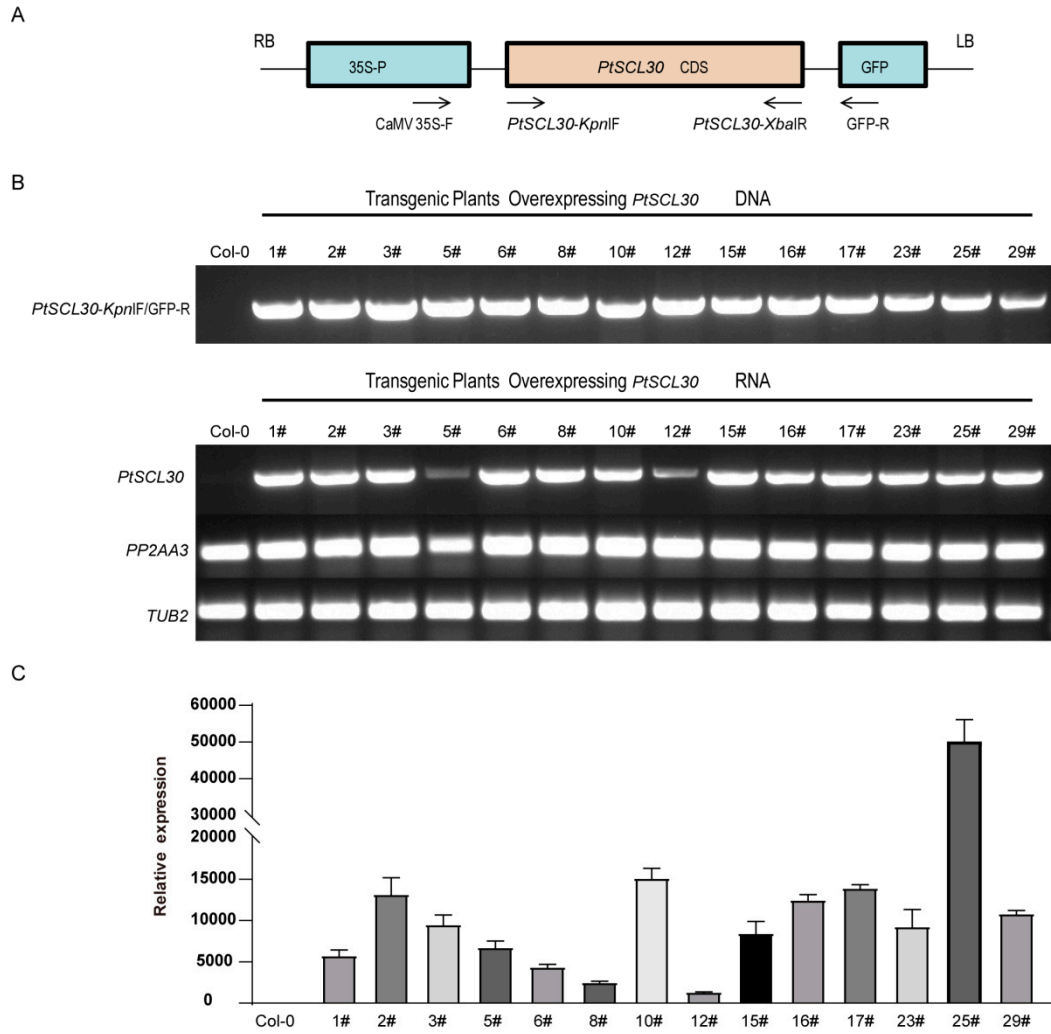 A
RB
LB
35S-P
PtSCL30 CDS
GFP
CaMV 35S-F
PtSCL30-KpnIF
PtSCL30-XbaIR
GFP-R
B
Transgenic Plants Overexpressing PtSCL30 DNA
Col-0 1# 2# 3# 5# 6# 8# 10# 12# 15# 16# 17# 23# 25# 29#
PtSCL30-KpnIF/GFP-R
Transgenic Plants Overexpressing PtSCL30 RNA
Col-0 1# 2# 3# 5# 6# 8# 10# 12# 15# 16# 17# 23# 25# 29#
PtSCL30
PP2AA3
TUB2
C
Relative expression
60000
50000
40000
30000
20000
15000
10000
5000
0
Col-0 1# 2# 3# 5# 6# 8# 10# 12# 15# 16# 17# 23# 25# 29#